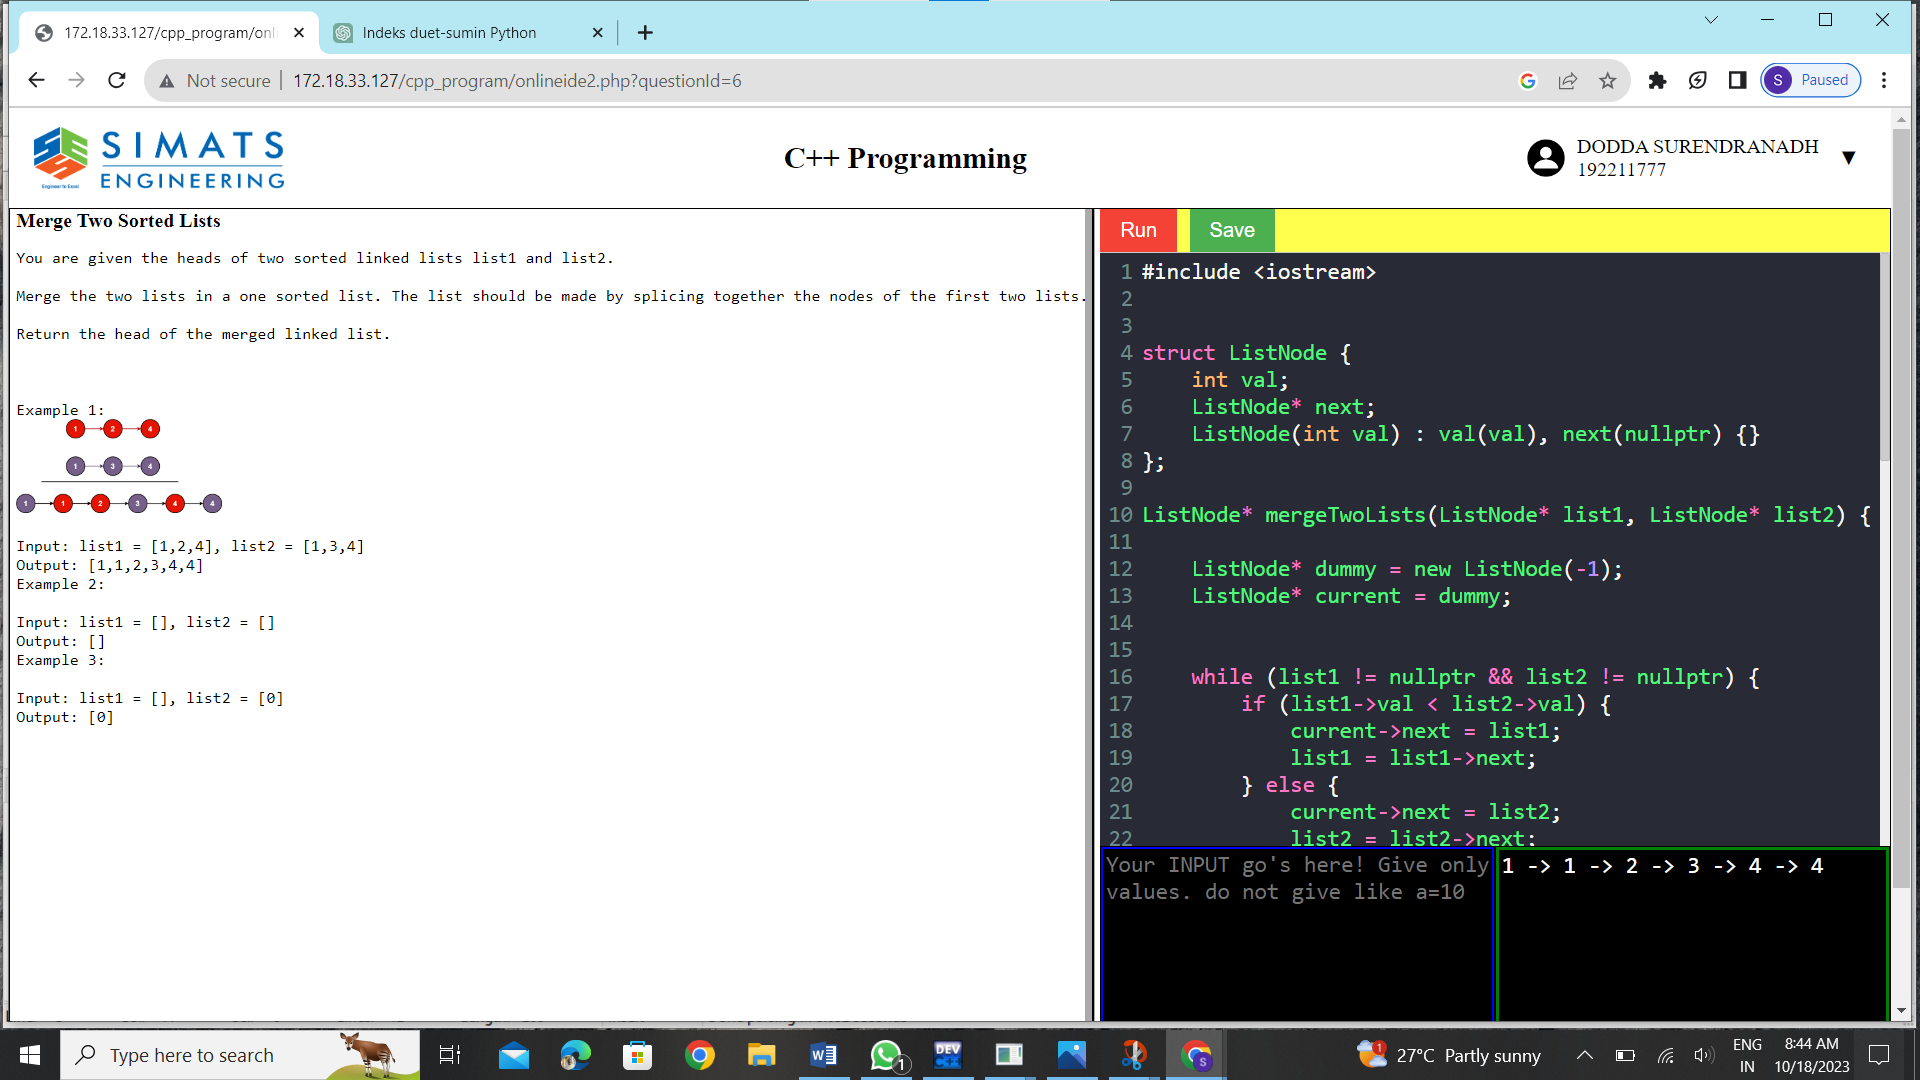 172.18.33.127/cpp_program/onli
Indeks duet-sumin Python
Not secure | 172.18.33.127/cpp_program/onlineide2.php?questionId=6
S Paused
SIMATS
ENGINEERING
Engineer to Excel
C++ Programming
DODDA SURENDRANADH
192211777
Merge Two Sorted Lists
You are given the heads of two sorted linked lists list1 and list2.
Merge the two lists in a one sorted list. The list should be made by splicing together the nodes of the first two lists.
Return the head of the merged linked list.
Example 1:
1 2 4
1 3 4
1 1 2 3 4 4
Input: list1 = [1,2,4], list2 = [1,3,4]
Output: [1,1,2,3,4,4]
Example 2:
Input: list1 = [], list2 = []
Output: []
Example 3:
Input: list1 = [], list2 = [0]
Output: [0]
Run Save
1 #include <iostream>
2
3
4 struct ListNode {
5 int val;
6 ListNode* next;
7 ListNode(int val) : val(val), next(nullptr) {}
8 };
9
10 ListNode* mergeTwoLists(ListNode* list1, ListNode* list2) {
11
12 ListNode* dummy = new ListNode(-1);
13 ListNode* current = dummy;
14
15
16 while (list1 != nullptr && list2 != nullptr) {
17 if (list1->val < list2->val) {
18 current->next = list1;
19 list1 = list1->next;
20 } else {
21 current->next = list2;
22 list2 = list2->next;
Your INPUT go's here! Give only
values. do not give like a=10
1 -> 1 -> 2 -> 3 -> 4 -> 4
Type here to search
W
1
DEV
S
1
27°C Partly sunny
ENG
IN
8:44 AM
10/18/2023